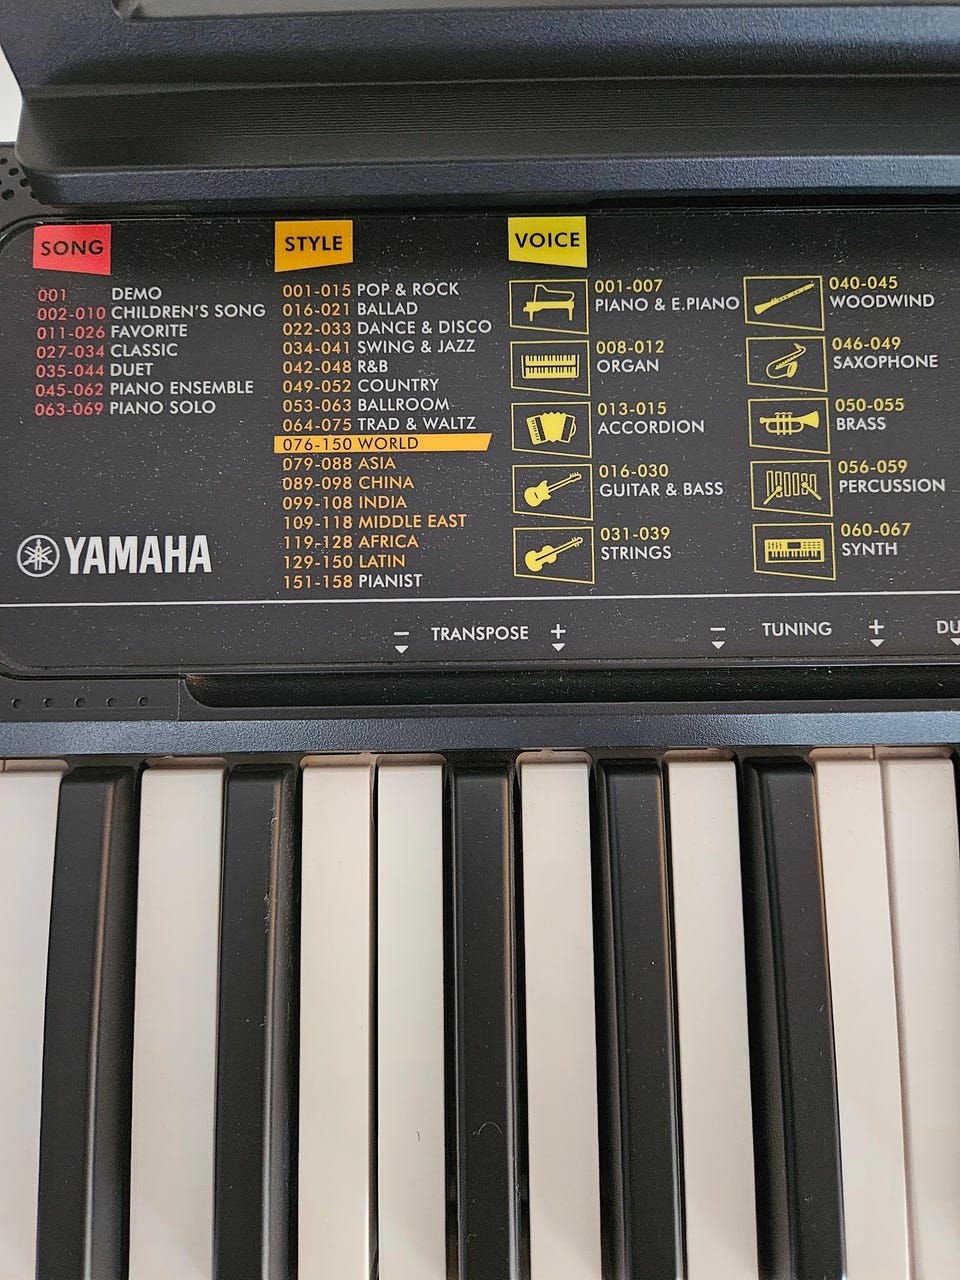 SONG
001 DEMO
002-010 CHILDREN'S SONG
011-026 FAVORITE
027-034 CLASSIC
035-044 DUET
045-062 PIANO ENSEMBLE
063-069 PIANO SOLO
YAMAHA
STYLE
001-015 POP & ROCK
016-021 BALLAD
022-033 DANCE & DISCO
034-041 SWING & JAZZ
042-048 R&B
049-052 COUNTRY
053-063 BALLROOM
064-075 TRAD & WALTZ
076-150 WORLD
079-088 ASIA
089-098 CHINA
099-108 INDIA
109-118 MIDDLE EAST
119-128 AFRICA
129-150 LATIN
151-158 PIANIST
VOICE
001-007
PIANO & E.PIANO
008-012
ORGAN
013-015
ACCORDION
016-030
GUITAR & BASS
031-039
STRINGS
040-045
WOODWIND
046-049
SAXOPHONE
050-055
BRASS
056-059
PERCUSSION
060-067
SYNTH
− TRANSPOSE + − TUNING + DU